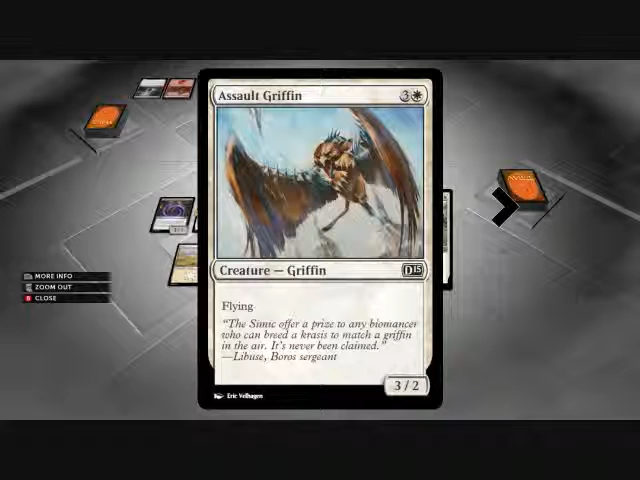 Assault Griffin 3
Creature — Griffin D15
Flying
"The Simic offer a prize to any biomancer
who can breed a krasis to match a griffin
in the air. It's never been claimed."
—Libuse, Boros sergeant
3 / 2
Eric Velhagen
MORE INFO
ZOOM OUT
CLOSE